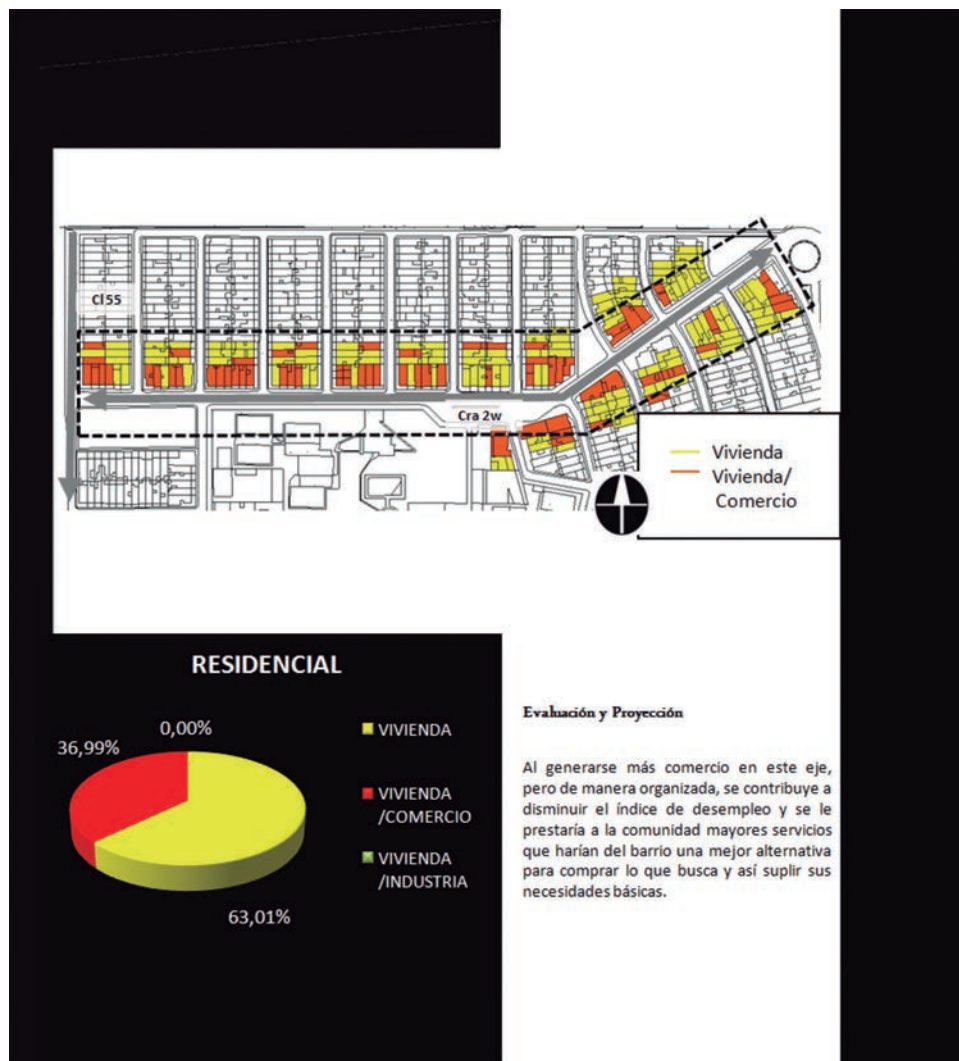 Cl 55
Cra 2w
Vivienda
Vivienda/
Comercio
RESIDENCIAL
0,00%
36,99%
63,01%
VIVIENDA
VIVIENDA
/COMERCIO
VIVIENDA
/INDUSTRIA
Evaluación y Proyección
Al generarse más comercio en este eje,
pero de manera organizada, se contribuye a
disminuir el índice de desempleo y se le
prestaría a la comunidad mayores servicios
que harían del barrio una mejor alternativa
para comprar lo que busca y así suplir sus
necesidades básicas.